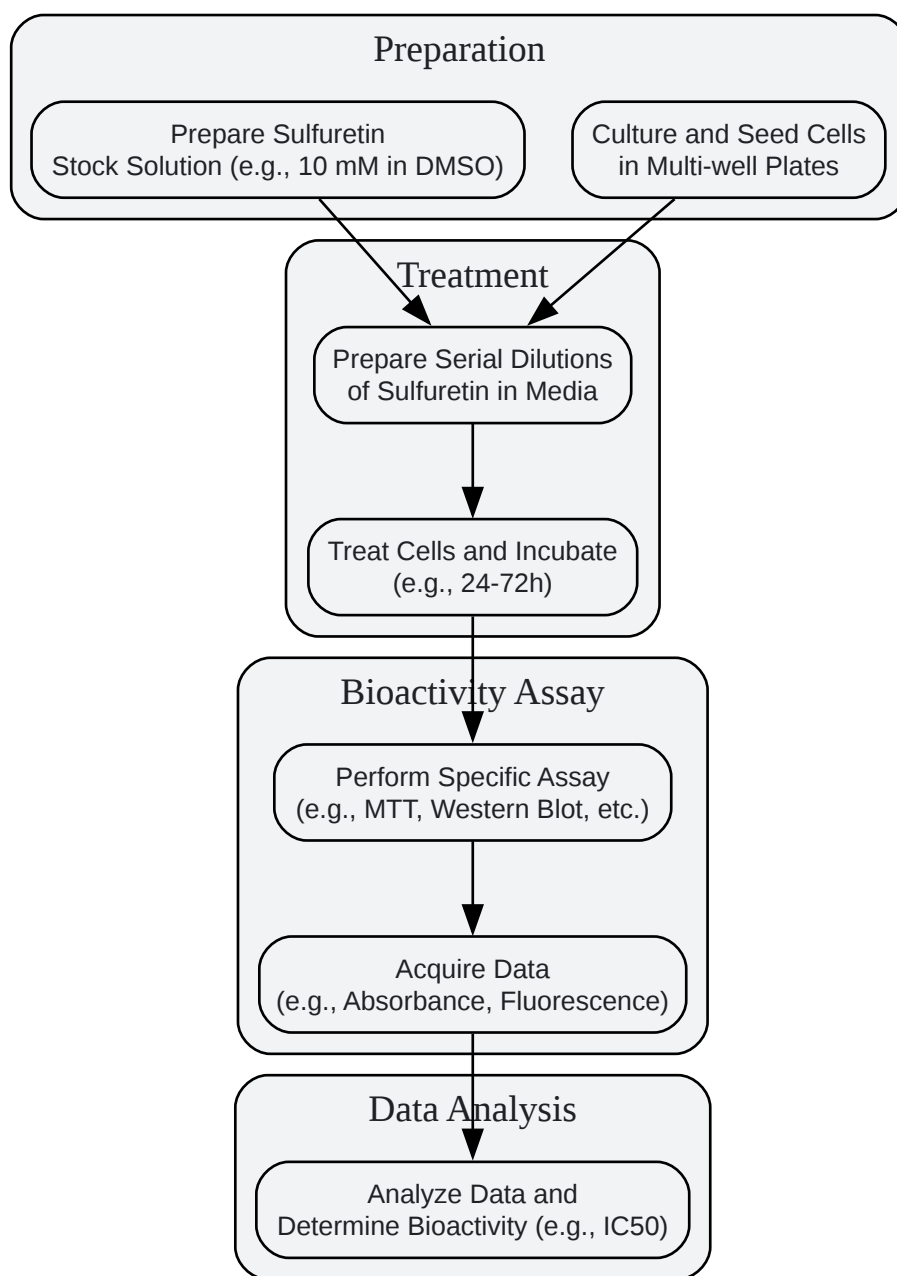 Preparation
Prepare Sulfuretin
Stock Solution (e.g., 10 mM in DMSO)
Culture and Seed Cells
in Multi-well Plates
Treatment
Prepare Serial Dilutions
of Sulfuretin in Media
Treat Cells and Incubate
(e.g., 24-72h)
Bioactivity Assay
Perform Specific Assay
(e.g., MTT, Western Blot, etc.)
Acquire Data
(e.g., Absorbance, Fluorescence)
Data Analysis
Analyze Data and
Determine Bioactivity (e.g., IC50)